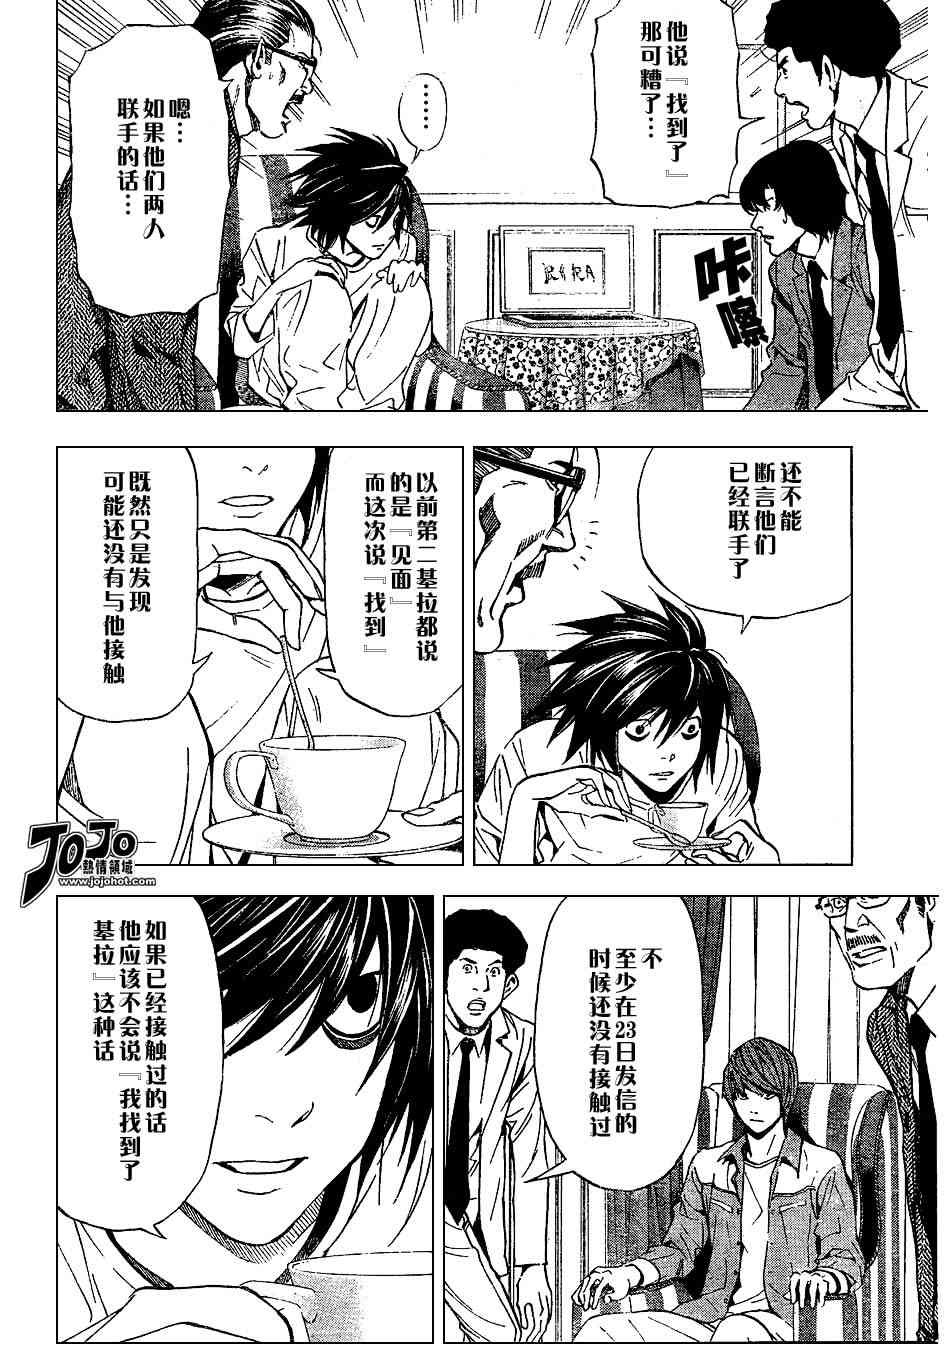 他说『找到了』
那可糟了…
……
嗯…
如果他们两人
联手的话…
KIRA
咔
嚓
还不能
断言他们
已经联手了
以前第二基拉都说
的是『见面』
而这次说『找到』
既然只是发现
可能还没有与他接触
不
至少在23日发信的
时候还没有接触过
如果已经接触过的话
他应该不会说『我找到了
基拉』这种话
JOJO
熱情領域
www.jojohot.com